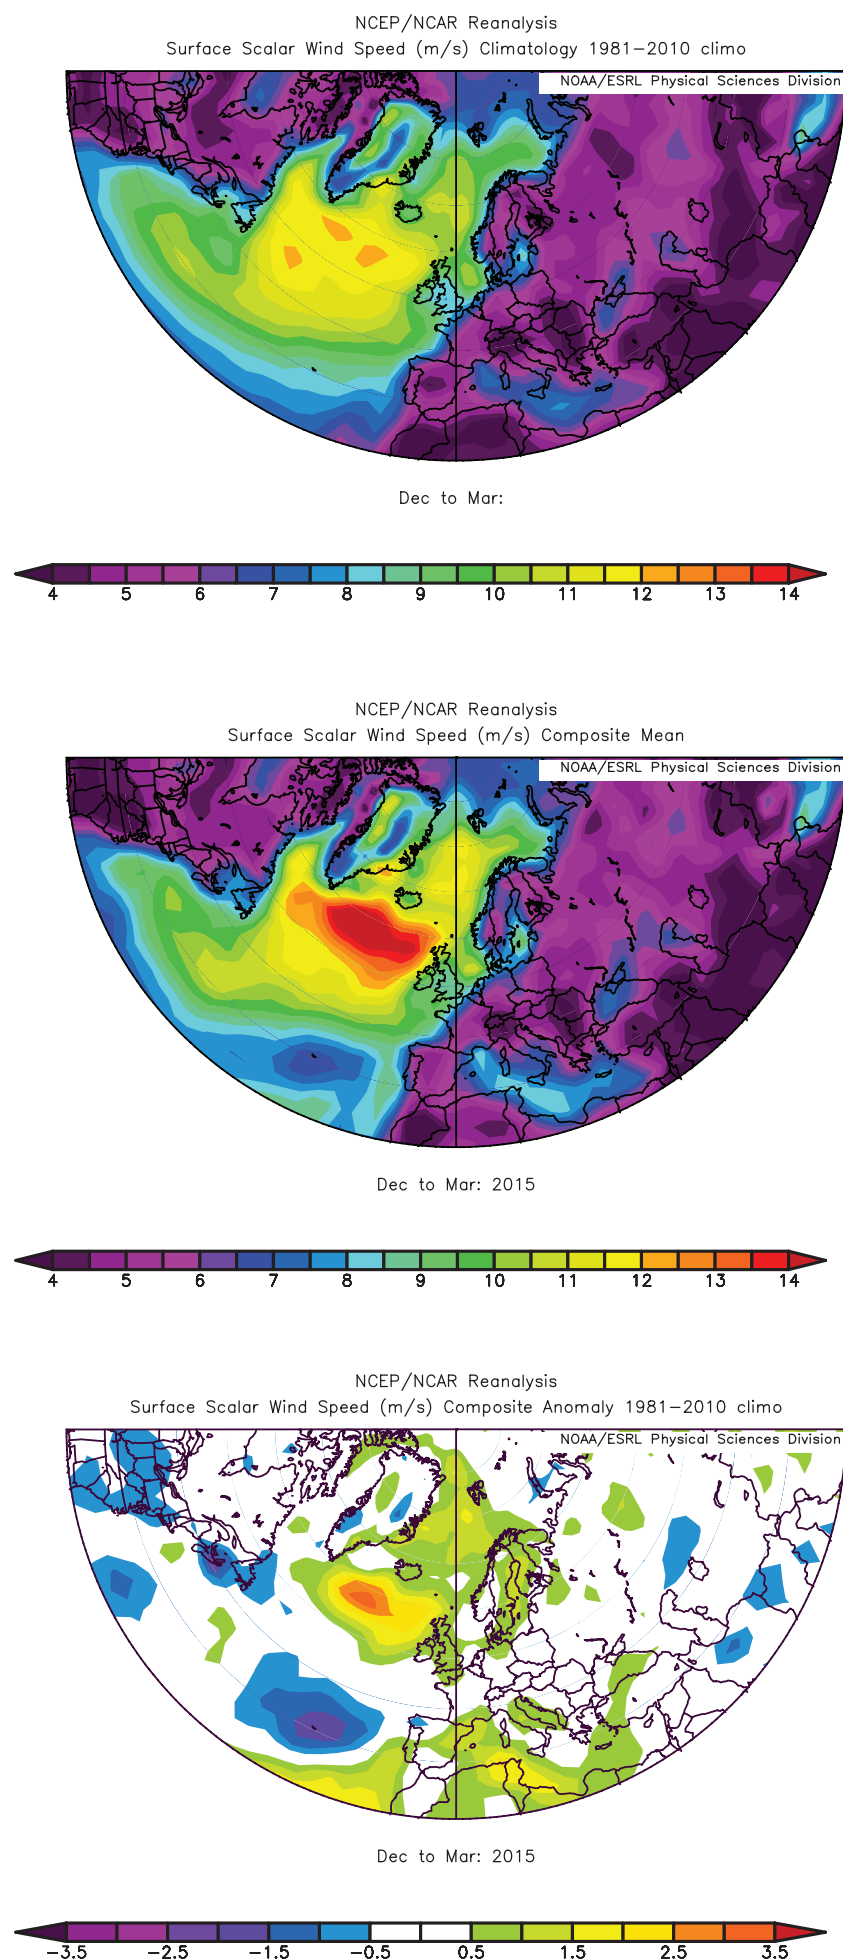 NCEP/NCAR Reanalysis
Surface Scalar Wind Speed (m/s) Climatology 1981-2010 climo
NOAA/ESRL Physical Sciences Division
Dec to Mar:
4 5 6 7 8 9 10 11 12 13 14
NCEP/NCAR Reanalysis
Surface Scalar Wind Speed (m/s) Composite Mean
NOAA/ESRL Physical Sciences Division
Dec to Mar: 2015
4 5 6 7 8 9 10 11 12 13 14
NCEP/NCAR Reanalysis
Surface Scalar Wind Speed (m/s) Composite Anomaly 1981-2010 climo
NOAA/ESRL Physical Sciences Division
Dec to Mar: 2015
-3.5 -2.5 -1.5 -0.5 0.5 1.5 2.5 3.5